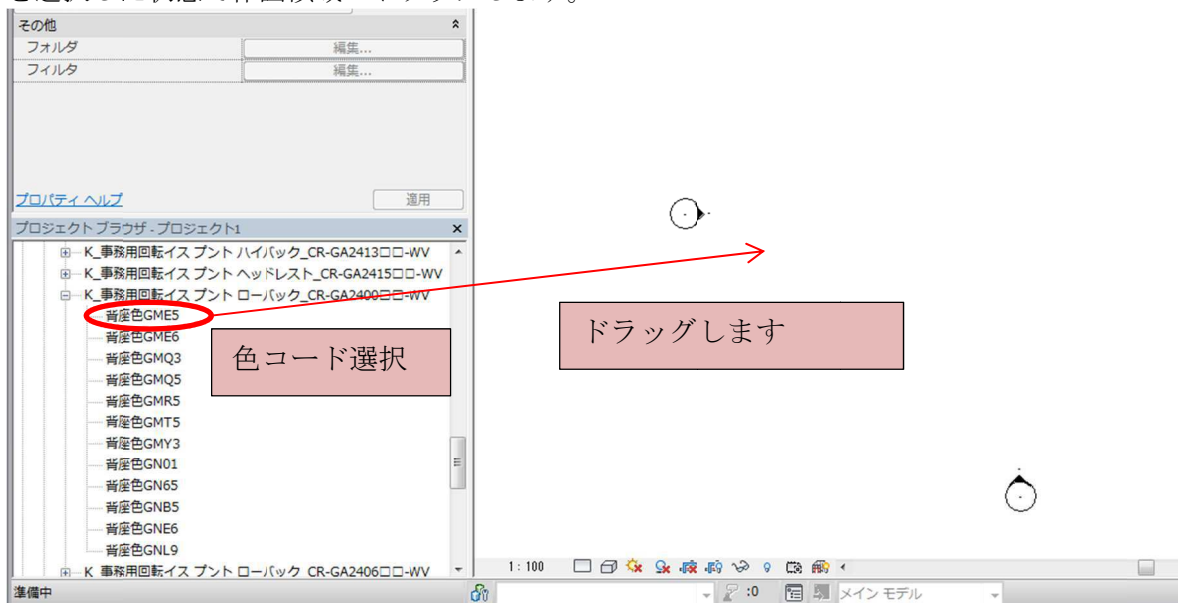 その他
フォルダ 編集...
フィルタ 編集...
プロパティ ヘルプ 適用
プロジェクト ブラウザ - プロジェクト1
K_事務用回転イス プント ハイバック_CR-GA2413□□-WV
K_事務用回転イス プント ヘッドレスト_CR-GA2415□□-WV
K_事務用回転イス プント ローバック_CR-GA2400□□-WV
背座色GME5
背座色GME6
背座色GMQ3
背座色GMQ5
背座色GMR5
背座色GMT5
背座色GMY3
背座色GN01
背座色GN65
背座色GNB5
背座色GNE6
背座色GNL9
K_事務用回転イス プント ローバック_CR-GA2406□□-WV
色コード選択
ドラッグします
1 : 100
準備中
:0
メイン モデル